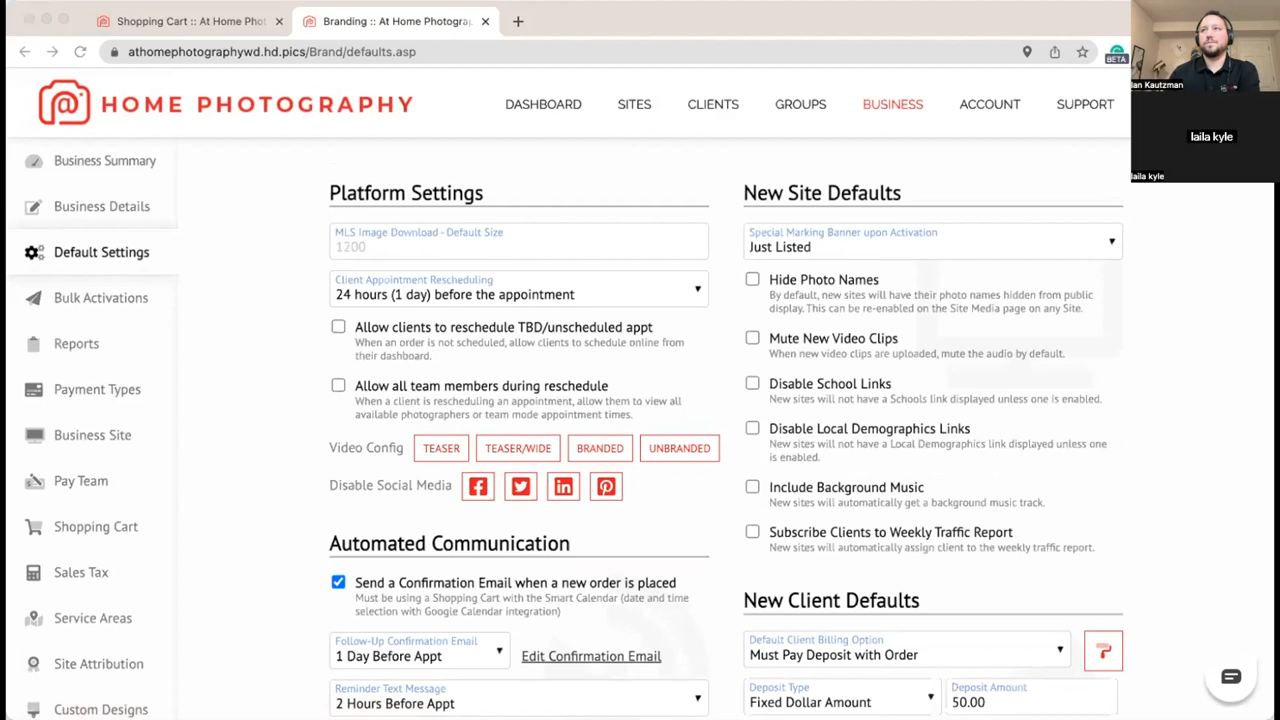 Shopping Cart :: At Home Phot
Branding :: At Home Photogra
athomephotographywd.hd.pics/Brand/defaults.asp
BETA
HOME PHOTOGRAPHY
DASHBOARD SITES CLIENTS GROUPS BUSINESS ACCOUNT SUPPORT
lan Kautzman
laila kyle
laila kyle
Business Summary
Business Details
Default Settings
Bulk Activations
Reports
Payment Types
Business Site
Pay Team
Shopping Cart
Sales Tax
Service Areas
Site Attribution
Custom Designs
Platform Settings
MLS Image Download - Default Size
1200
Client Appointment Rescheduling
24 hours (1 day) before the appointment
Allow clients to reschedule TBD/unscheduled appt
When an order is not scheduled, allow clients to schedule online from
their dashboard.
Allow all team members during reschedule
When a client is rescheduling an appointment, allow them to view all
available photographers or team mode appointment times.
Video Config TEASER TEASER/WIDE BRANDED UNBRANDED
Disable Social Media
Automated Communication
Send a Confirmation Email when a new order is placed
Must be using a Shopping Cart with the Smart Calendar (date and time
selection with Google Calendar integration)
Follow-Up Confirmation Email
1 Day Before Appt
Edit Confirmation Email
Reminder Text Message
2 Hours Before Appt
New Site Defaults
Special Marking Banner upon Activation
Just Listed
Hide Photo Names
By default, new sites will have their photo names hidden from public
display. This can be re-enabled on the Site Media page on any Site.
Mute New Video Clips
When new video clips are uploaded, mute the audio by default.
Disable School Links
New sites will not have a Schools link displayed unless one is enabled.
Disable Local Demographics Links
New sites will not have a Local Demographics link displayed unless one
is enabled.
Include Background Music
New sites will automatically get a background music track.
Subscribe Clients to Weekly Traffic Report
New sites will automatically assign client to the weekly traffic report.
New Client Defaults
Default Client Billing Option
Must Pay Deposit with Order
Deposit Type
Fixed Dollar Amount
Deposit Amount
50.00